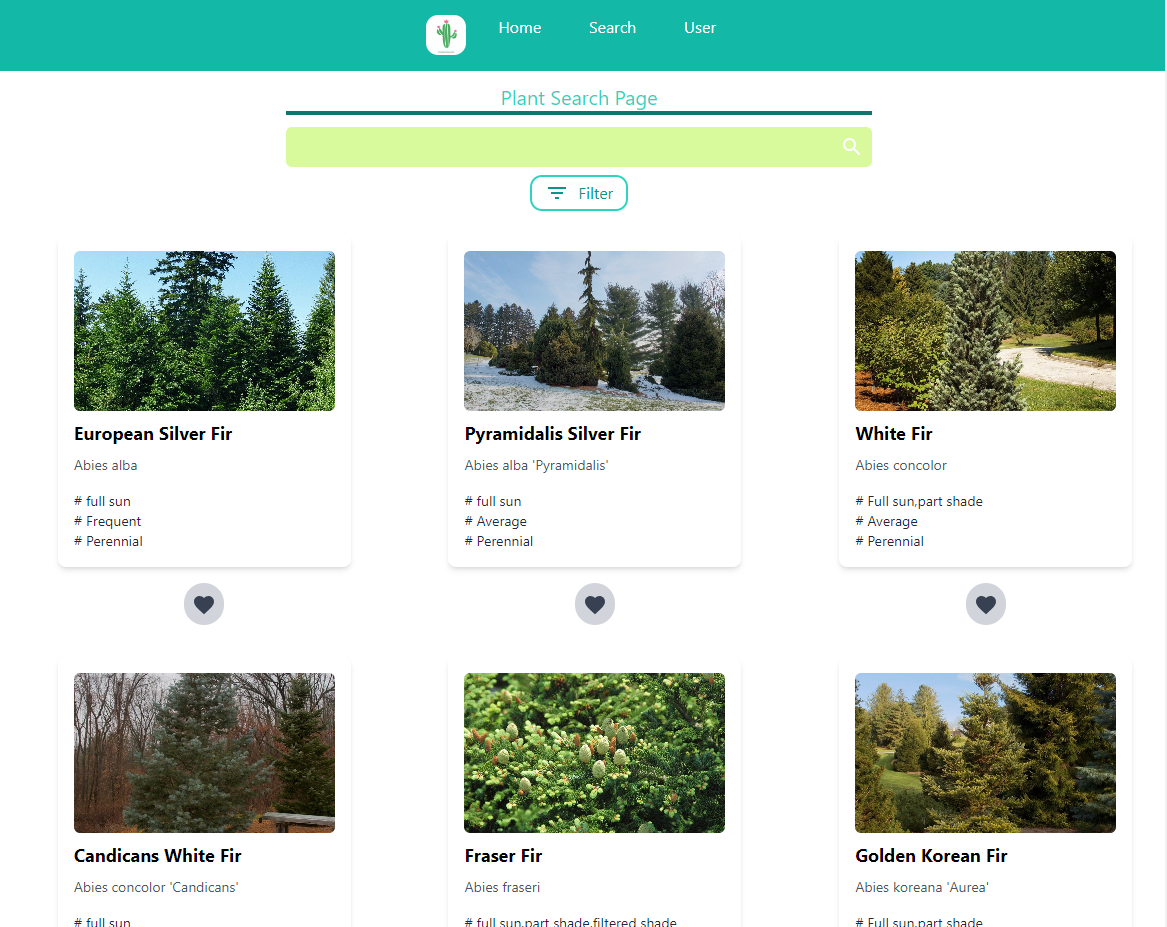 Home Search User
Plant Search Page
Filter
European Silver Fir
Abies alba
# full sun
# Frequent
# Perennial
Pyramidalis Silver Fir
Abies alba 'Pyramidalis'
# full sun
# Average
# Perennial
White Fir
Abies concolor
# Full sun,part shade
# Average
# Perennial
Candicans White Fir
Abies concolor 'Candicans'
# full sun
Fraser Fir
Abies fraseri
# full sun,part shade,filtered shade
Golden Korean Fir
Abies koreana 'Aurea'
# Full sun,part shade